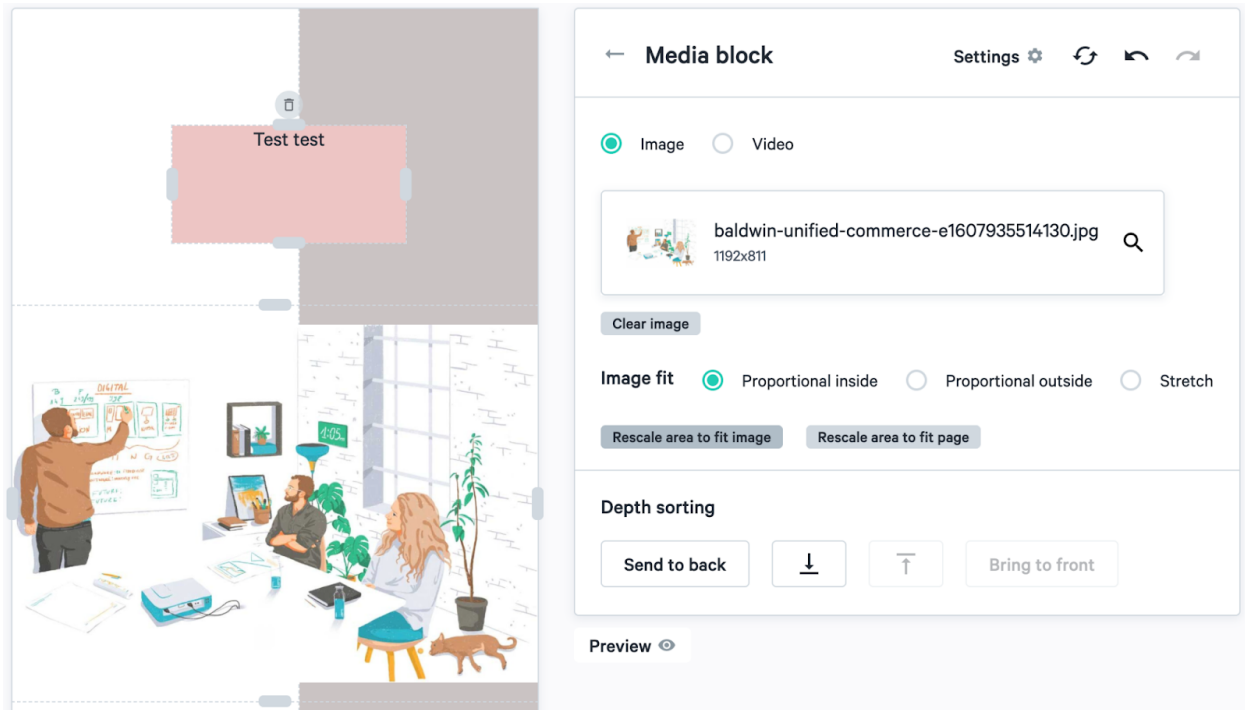 Test test
DIGITAL
1:05
Media block
Settings
Image
Video
baldwin-unified-commerce-e1607935514130.jpg
1192x811
Clear image
Image fit
Proportional inside
Proportional outside
Stretch
Rescale area to fit image
Rescale area to fit page
Depth sorting
Send to back
Bring to front
Preview